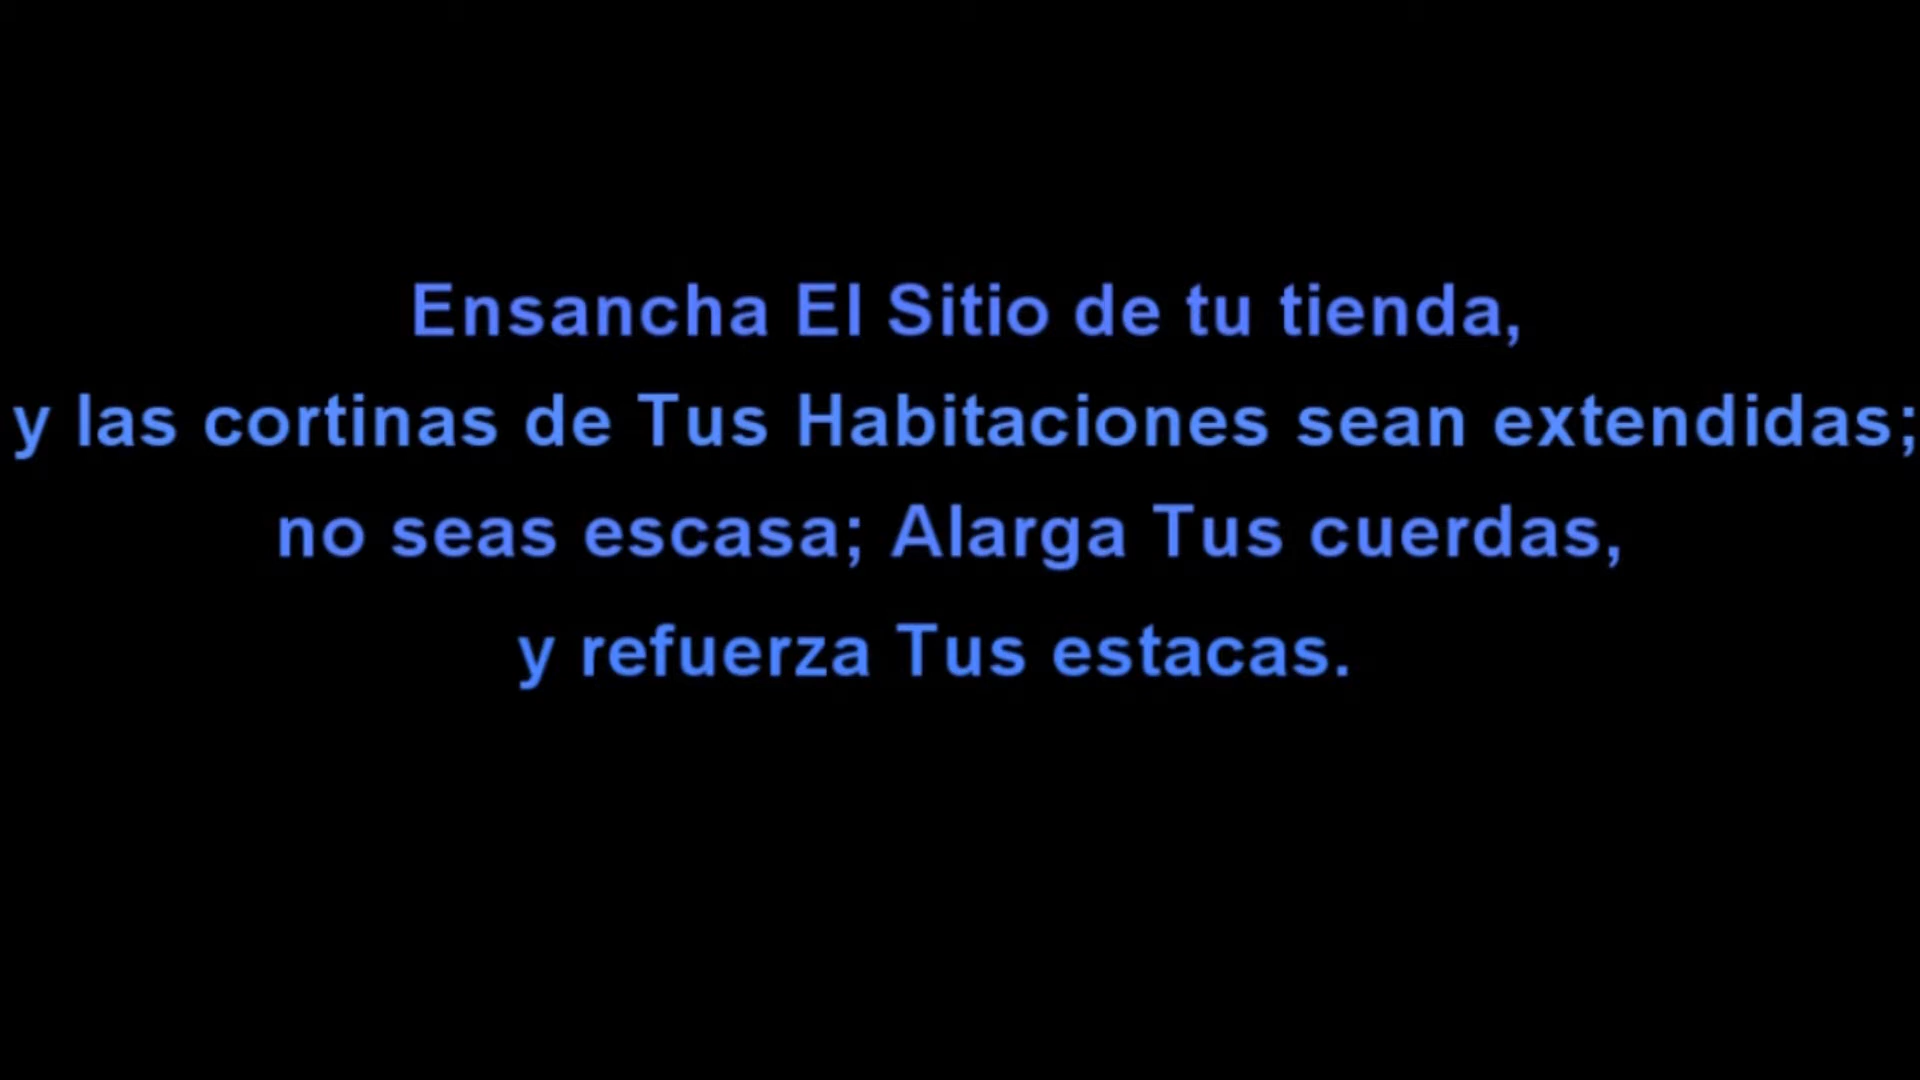 Ensancha El Sitio de tu tienda,
y las cortinas de Tus Habitaciones sean extendidas;
no seas escasa; Alarga Tus cuerdas,
y refuerza Tus estacas.